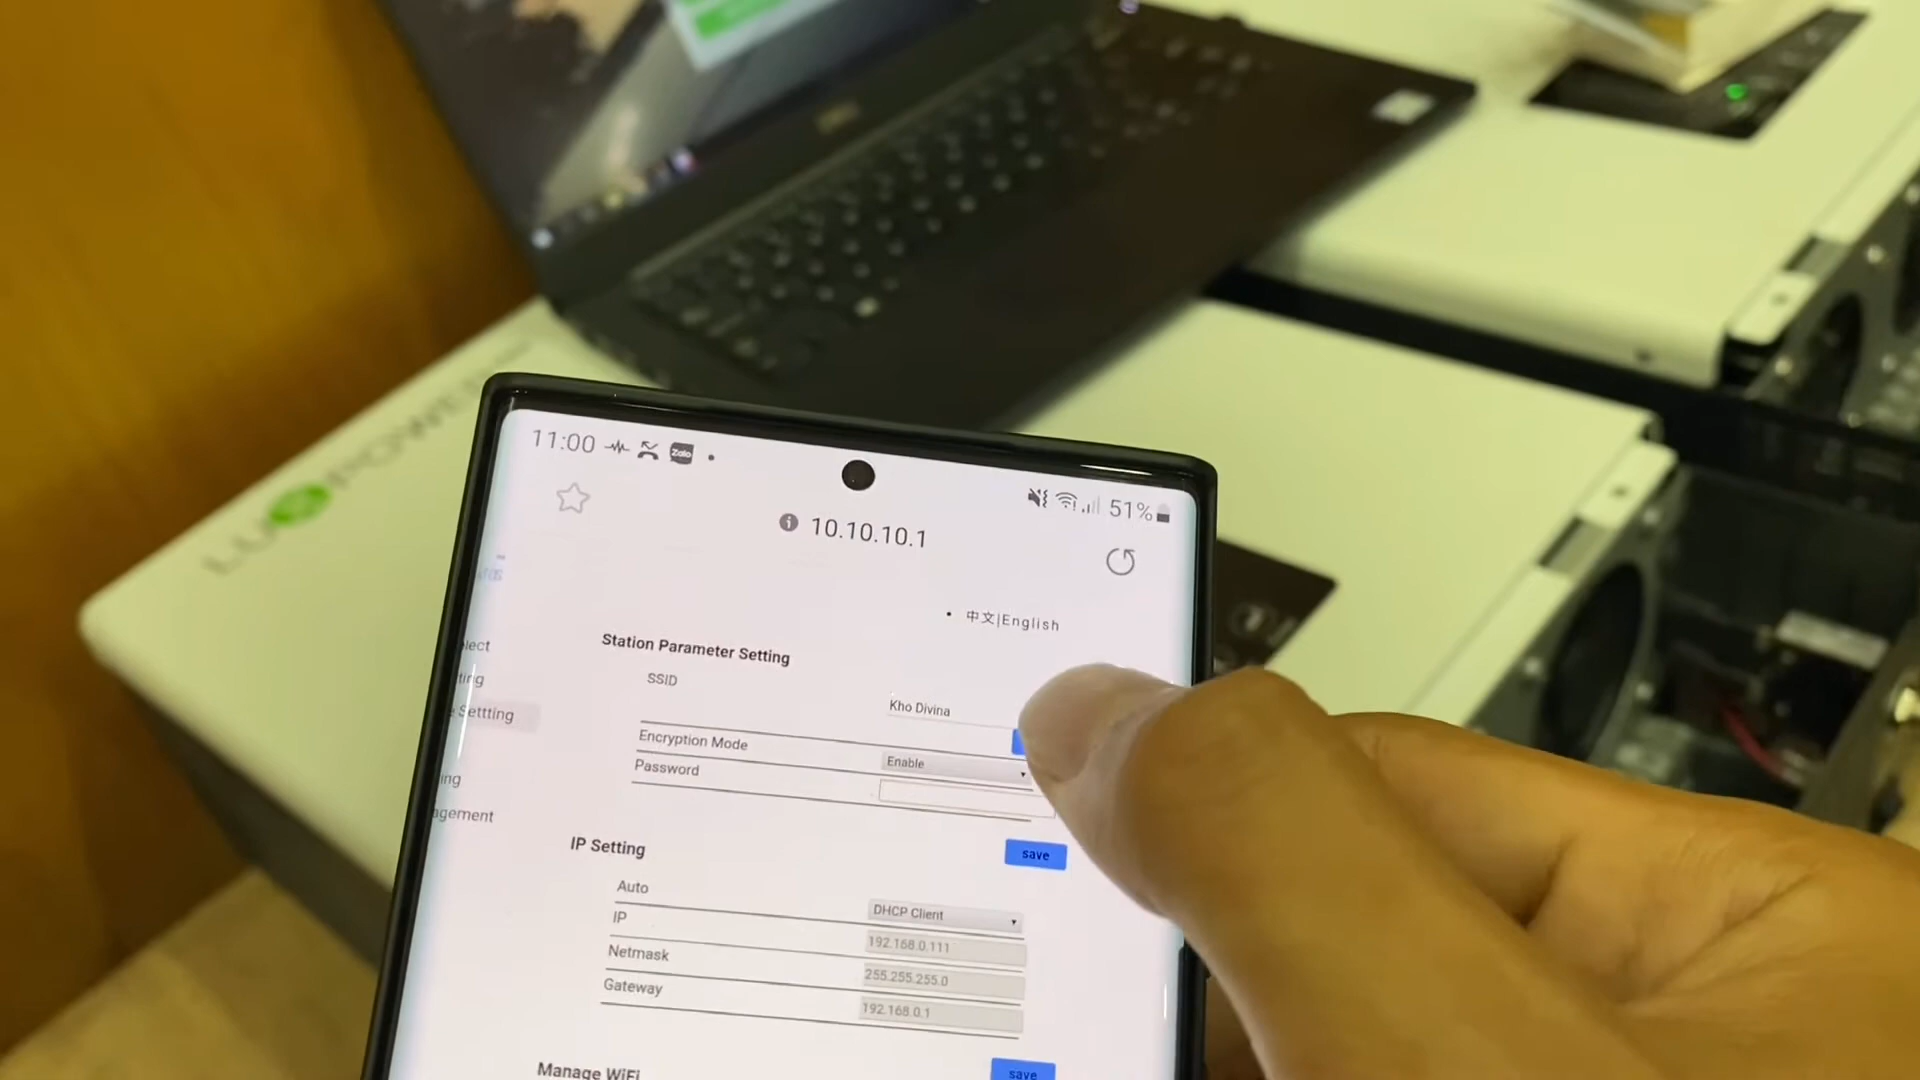 11:00 Zalo 51%
10.10.10.1
中文|English
Station Parameter Setting
SSID
Kho Divina
Encryption Mode
Enable
Password
Settting
IP Setting
save
Auto
DHCP Client
IP
192.168.0.111
Netmask
255.255.255.0
Gateway
192.168.0.1
Manage WiFi
save